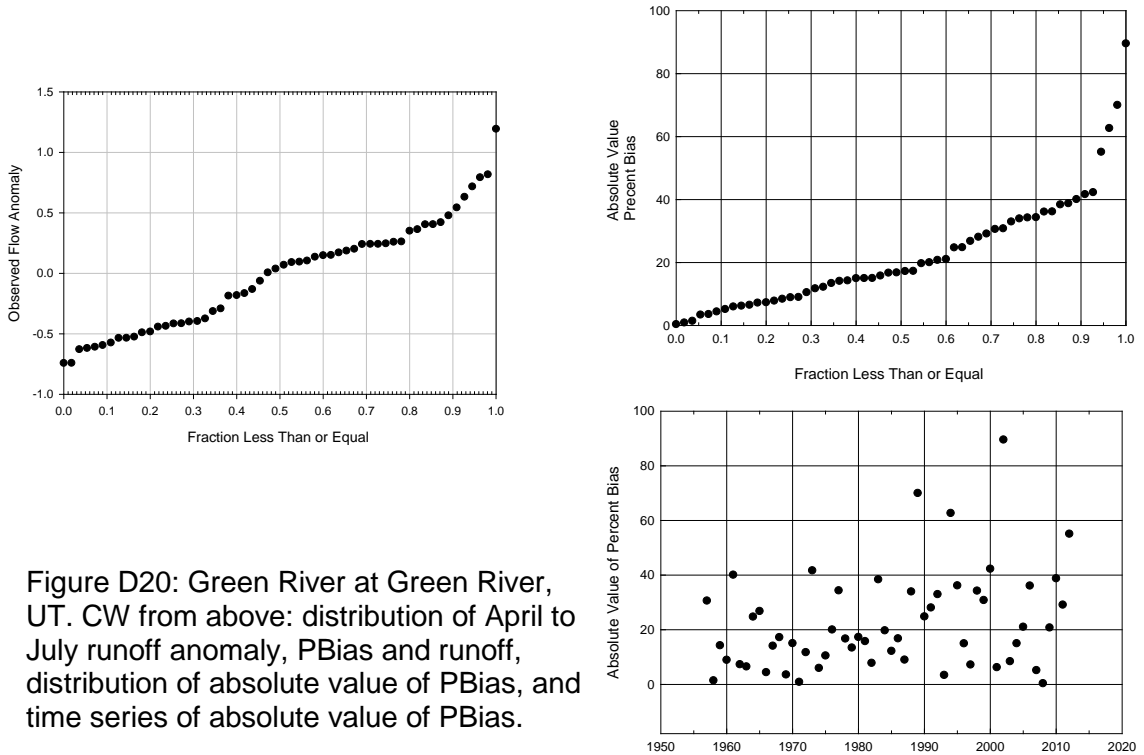 1.5
1.0
0.5
0.0
-0.5
-1.0
Observed Flow Anomaly
0.0 0.1 0.2 0.3 0.4 0.5 0.6 0.7 0.8 0.9 1.0
Fraction Less Than or Equal
100
80
60
40
20
0
Absolute Value
Precent Bias
0.0 0.1 0.2 0.3 0.4 0.5 0.6 0.7 0.8 0.9 1.0
Fraction Less Than or Equal
100
80
60
40
20
0
Absolute Value of Percent Bias
1950 1960 1970 1980 1990 2000 2010 2020
Figure D20: Green River at Green River,
UT. CW from above: distribution of April to
July runoff anomaly, PBias and runoff,
distribution of absolute value of PBias, and
time series of absolute value of PBias.